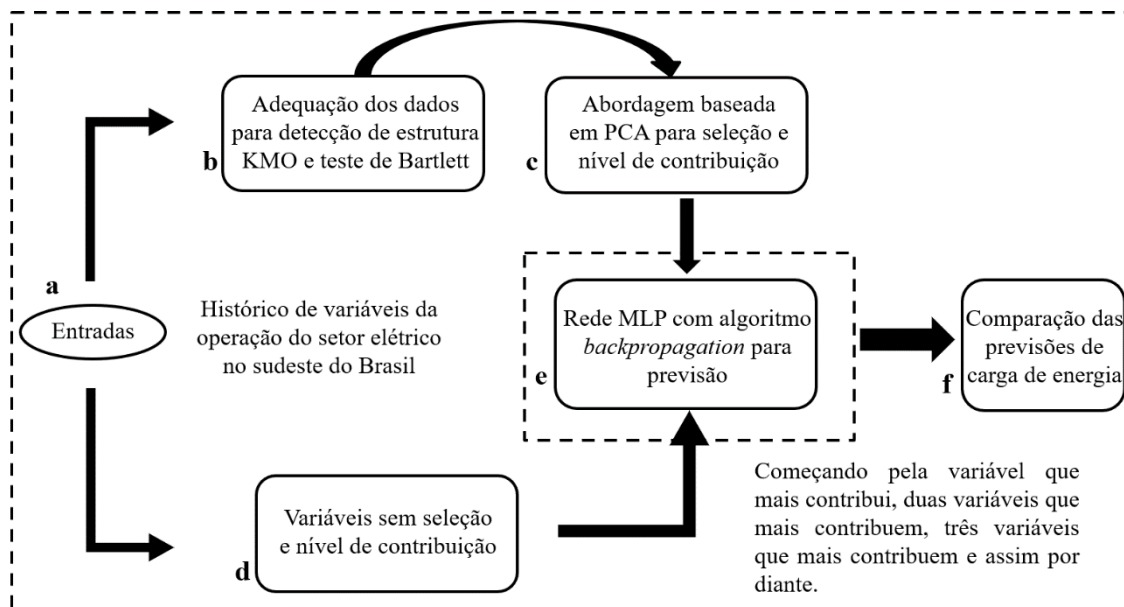 Adequação dos dados
para detecção de estrutura
KMO e teste de Bartlett
b
Abordagem baseada
em PCA para seleção e
nível de contribuição
c
a
Entradas
Histórico de variáveis da
operação do setor elétrico
no sudeste do Brasil
Rede MLP com algoritmo
backpropagation para
previsão
e
Comparação das
previsões de
carga de energia
f
Variáveis sem seleção
e nível de contribuição
d
Começando pela variável que
mais contribui, duas variáveis que
mais contribuem, três variáveis
que mais contribuem e assim por
diante.